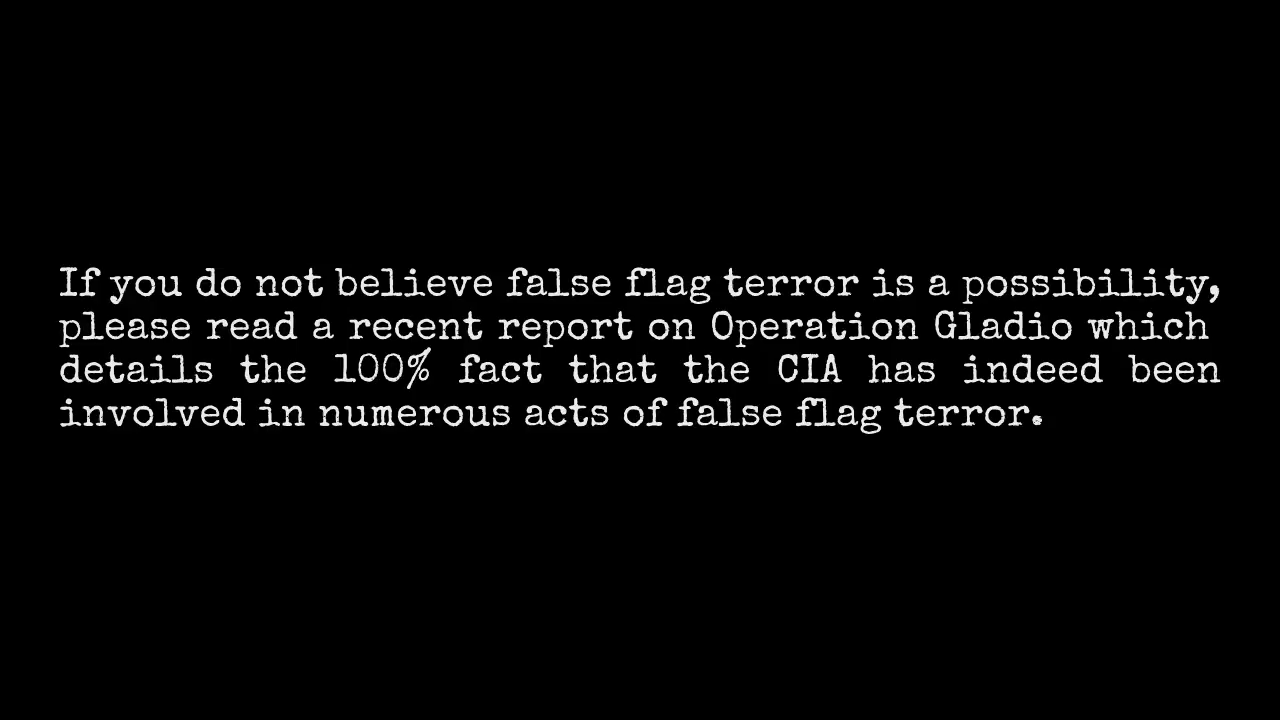 If you do not believe false flag terror is a possibility,
please read a recent report on Operation Gladio which
details the 100% fact that the CIA has indeed been
involved in numerous acts of false flag terror.